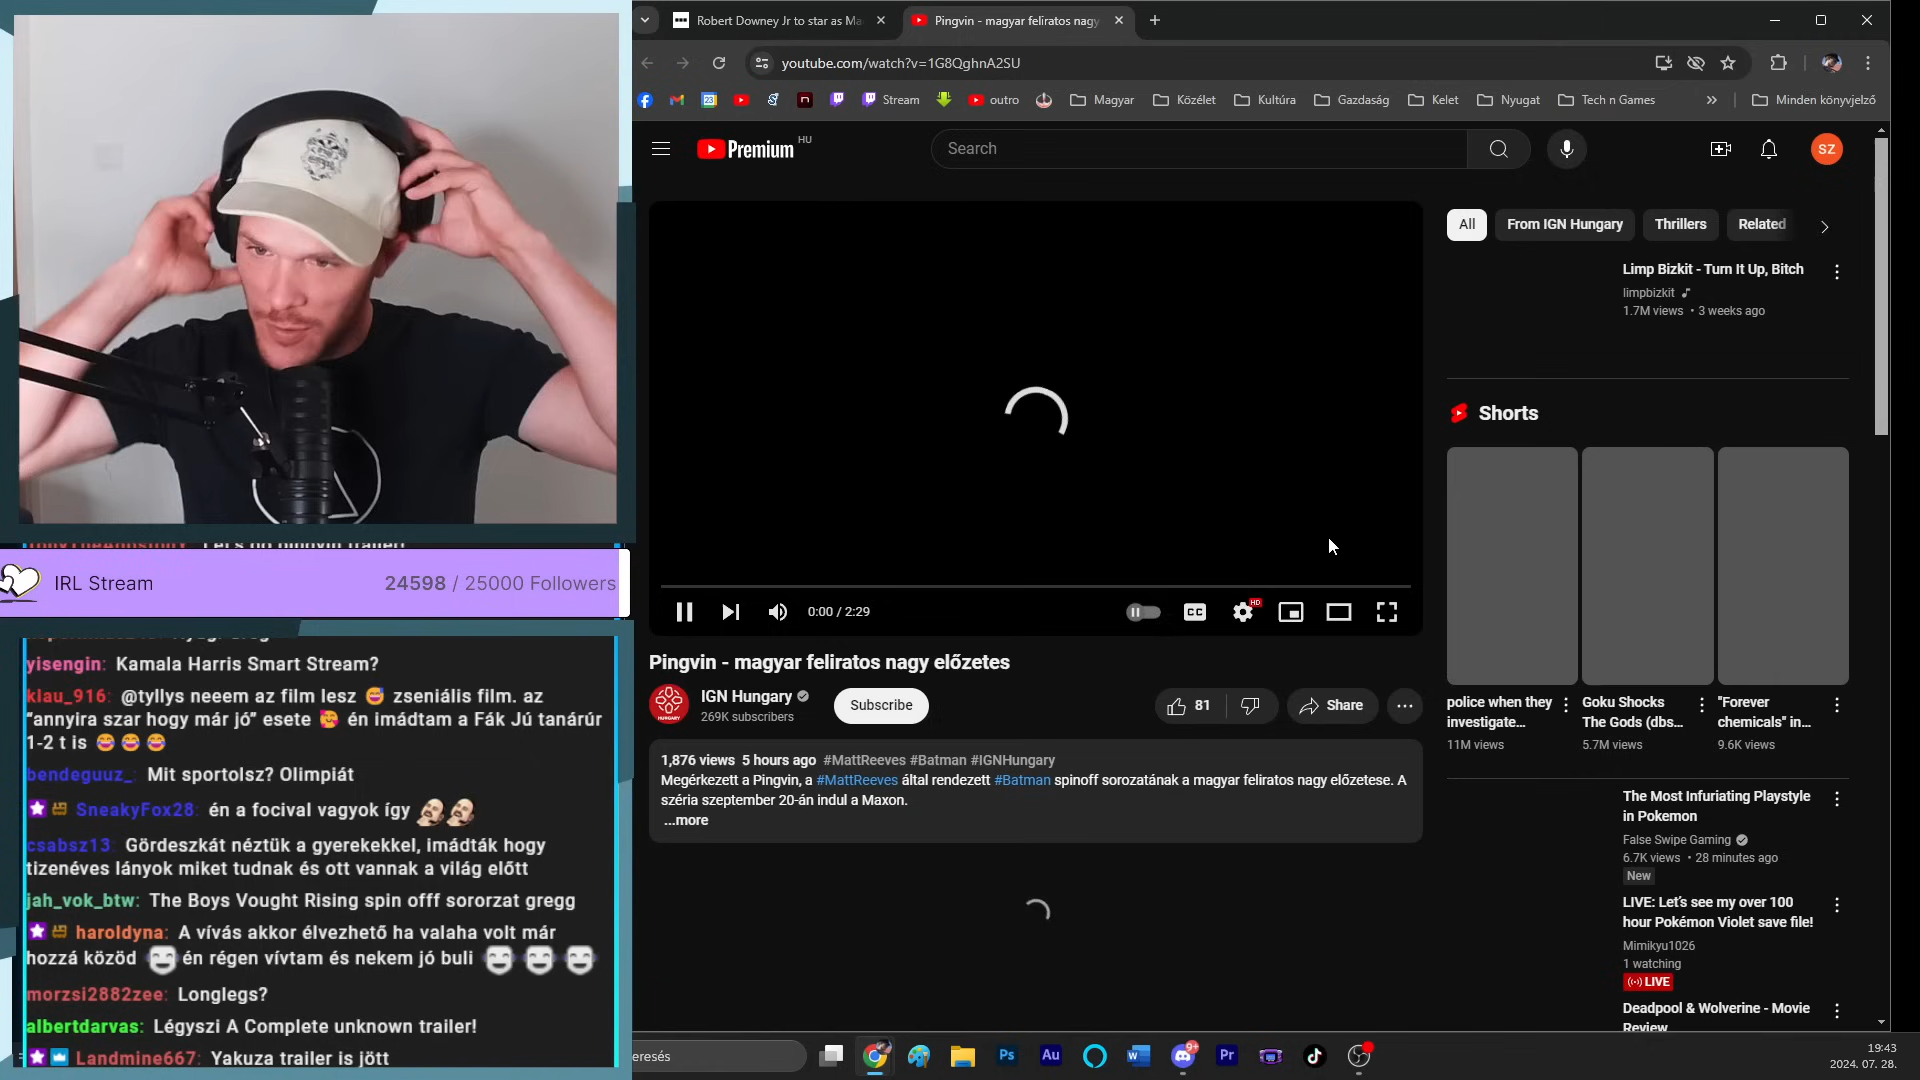 Robert Downey Jr to star as Ma
Pingvin - magyar feliratos nagy
youtube.com/watch?v=1G8QghnA2SU
Stream
outro
Magyar
Közélet
Kultúra
Gazdaság
Kelet
Nyugat
Tech n Games
Minden könyvjelző
Premium HU
Search
SZ
All
From IGN Hungary
Thrillers
Related
Limp Bizkit - Turn It Up, Bitch
limpbizkit
1.7M views • 3 weeks ago
Shorts
police when they
investigate...
11M views
Goku Shocks
The Gods (dbs...
5.7M views
"Forever
chemicals" in...
9.6K views
The Most Infuriating Playstyle
in Pokemon
False Swipe Gaming
6.7K views • 28 minutes ago
New
LIVE: Let's see my over 100
hour Pokémon Violet save file!
Mimikyu1026
1 watching
LIVE
Deadpool & Wolverine - Movie
Review
0:00 / 2:29
CC
HD
Pingvin - magyar feliratos nagy előzetes
HUNGARY
IGN Hungary
269K subscribers
Subscribe
81
Share
1,876 views 5 hours ago #MattReeves #Batman #IGNHungary
Megérkezett a Pingvin, a #MattReeves által rendezett #Batman spinoff sorozatának a magyar feliratos nagy előzetese. A
széria szeptember 20-án indul a Maxon.
...more
IRL Stream
24598 / 25000 Followers
yisengin: Kamala Harris Smart Stream?
klau_916: @tyllys neeem az film lesz 😅 zseniális film. az
"annyira szar hogy már jó" esete 🥰 én imádtam a Fák Jú tanárúr
1-2 t is 😂 😂 😂
bendeguuz_: Mit sportolsz? Olimpiát
SneakyFox28: én a focival vagyok így
csabsz13: Gördeszkát néztük a gyerekekkel, imádták hogy
tizenéves lányok miket tudnak és ott vannak a világ előtt
jah_vok_btw: The Boys Vought Rising spin offf sororzat gregg
haroldyna: A vívás akkor élvezhető ha valaha volt már
hozzá közöd én régen vívtam és nekem jó buli
morzsi2882zee: Longlegs?
albertdarvas: Légyszi A Complete unknown trailer!
Landmine667: Yakuza trailer is jött
eresés
Ps
Au
Pr
9+
19:43
2024. 07. 28.